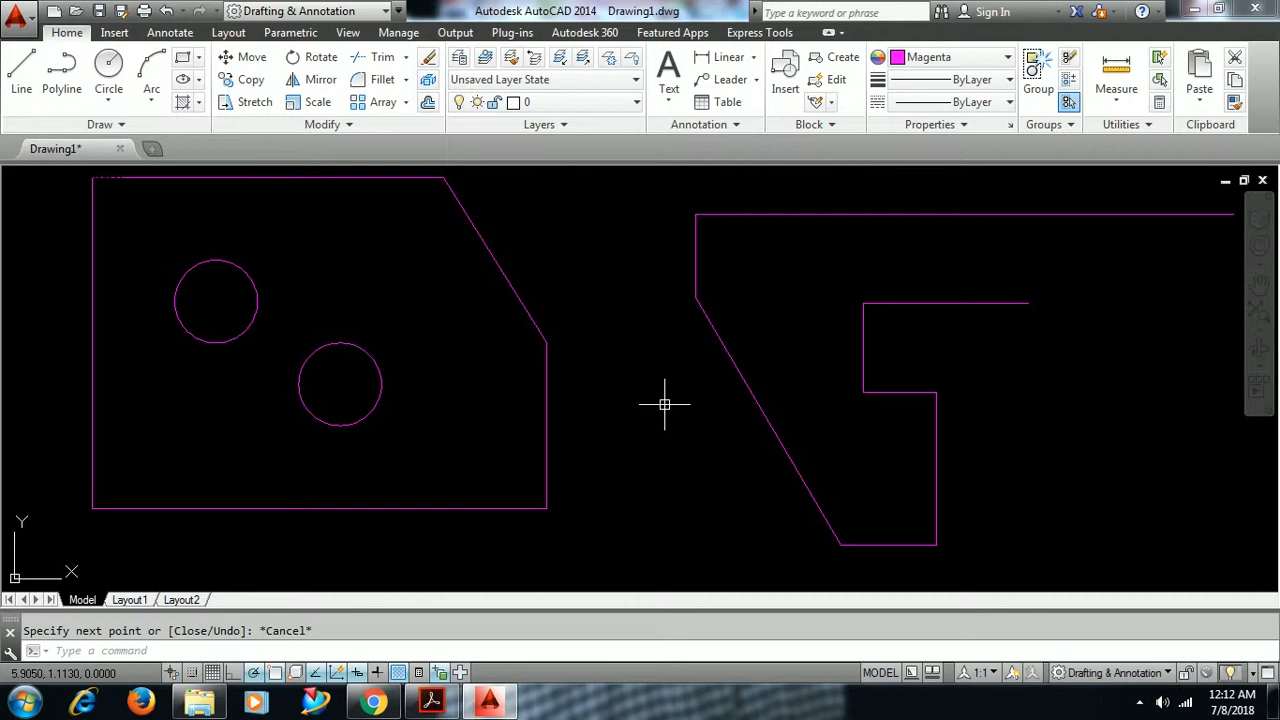 Drafting & Annotation
Autodesk AutoCAD 2014 Drawing1.dwg
Type a keyword or phrase
Sign In
Home Insert Annotate Layout Parametric View Manage Output Plug-ins Autodesk 360 Featured Apps Express Tools
Line
Polyline
Circle
Arc
Draw
Move
Rotate
Trim
Copy
Mirror
Fillet
Stretch
Scale
Array
Modify
Unsaved Layer State
0
Layers
Text
Linear
Leader
Table
Annotation
Insert
Create
Edit
Block
Magenta
ByLayer
ByLayer
Properties
Group
Groups
Measure
Utilities
Paste
Clipboard
Drawing1*
Y
X
Model Layout1 Layout2
Specify next point or [Close/Undo]: *Cancel*
Type a command
5.9050, 1.1130, 0.0000
MODEL
1:1
Drafting & Annotation
12:12 AM
7/8/2018